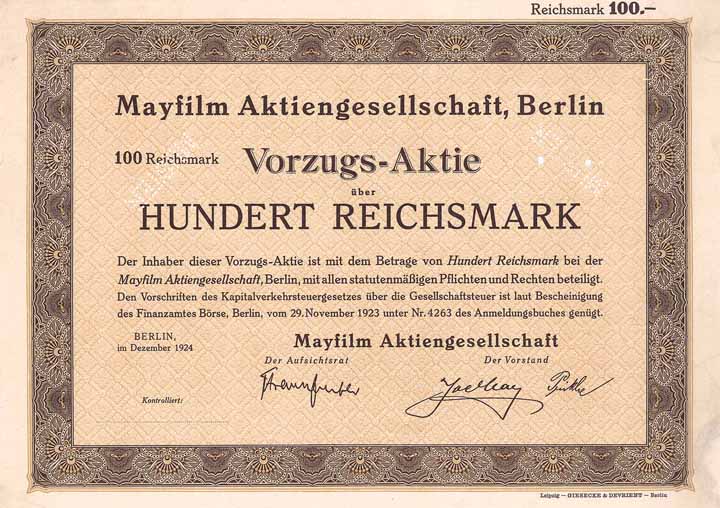 Reichsmark 100.—
Mayfilm Aktiengesellschaft, Berlin
100 Reichsmark Vorzugs-Aktie
über
HUNDERT REICHSMARK
Der Inhaber dieser Vorzugs-Aktie ist mit dem Betrage von Hundert Reichsmark bei der
Mayfilm Aktiengesellschaft, Berlin, mit allen statutenmäßigen Pflichten und Rechten beteiligt.
Den Vorschriften des Kapitalverkehrsteuergesetzes über die Gesellschaftsteuer ist laut Bescheinigung
des Finanzamtes Börse, Berlin, vom 29. November 1923 unter Nr. 4263 des Anmeldungsbuches genügt.
BERLIN,
im Dezember 1924
Mayfilm Aktiengesellschaft
Der Aufsichtsrat Der Vorstand
Joe May
Kontrolliert:
Leipzig — GIESECKE & DEVRIENT — Berlin